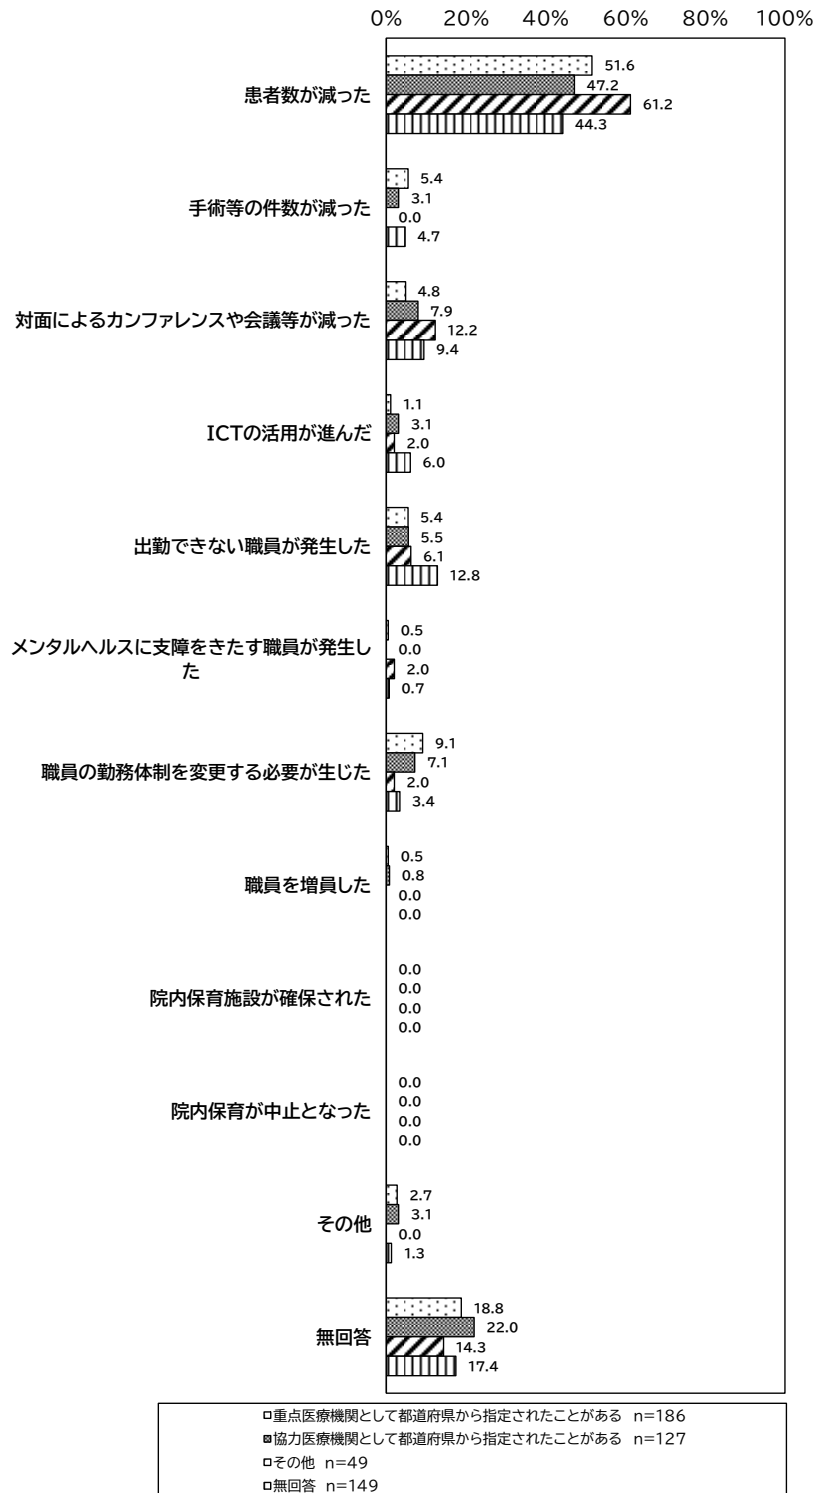 0% 20% 40% 60% 80% 100%
患者数が減った
51.6
47.2
61.2
44.3
手術等の件数が減った
5.4
3.1
0.0
4.7
対面によるカンファレンスや会議等が減った
4.8
7.9
12.2
9.4
ICTの活用が進んだ
1.1
3.1
2.0
6.0
出勤できない職員が発生した
5.4
5.5
6.1
12.8
メンタルヘルスに支障をきたす職員が発生し
た
0.5
0.0
2.0
0.7
職員の勤務体制を変更する必要が生じた
9.1
7.1
2.0
3.4
職員を増員した
0.5
0.8
0.0
0.0
院内保育施設が確保された
0.0
0.0
0.0
0.0
院内保育が中止となった
0.0
0.0
0.0
0.0
その他
2.7
3.1
0.0
1.3
無回答
18.8
22.0
14.3
17.4
重点医療機関として都道府県から指定されたことがある n=186
協力医療機関として都道府県から指定されたことがある n=127
その他 n=49
無回答 n=149